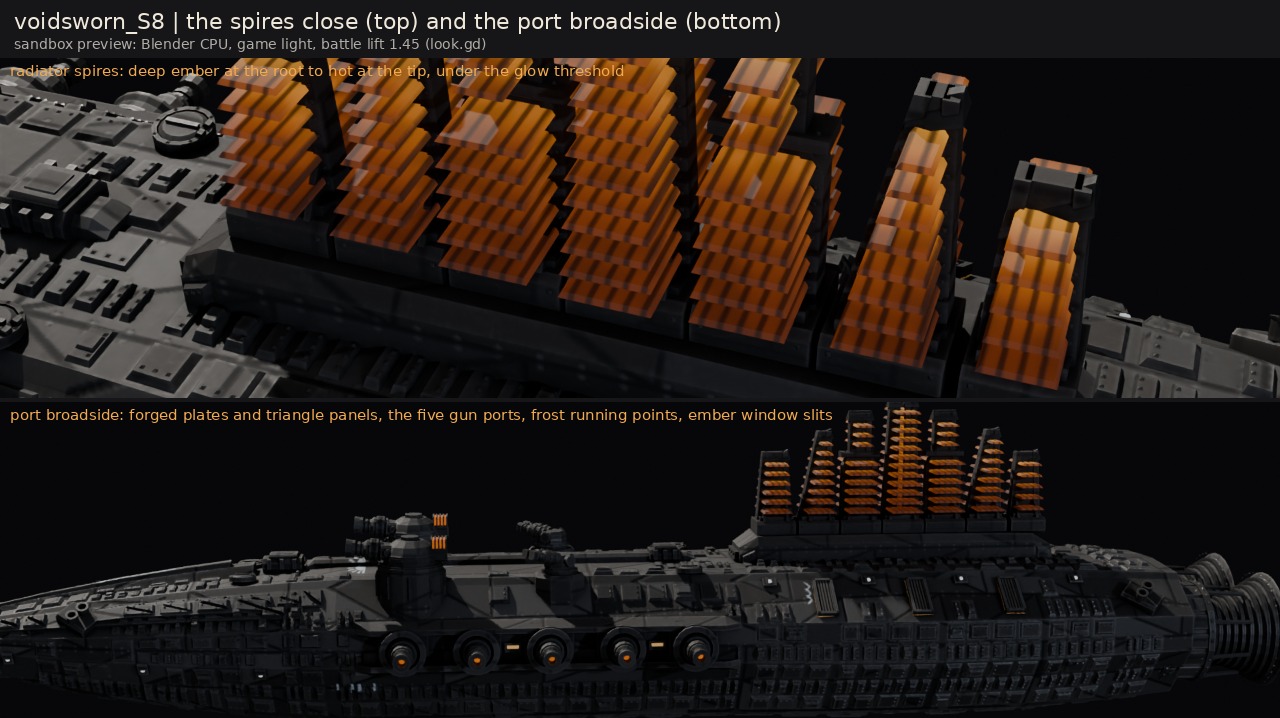 voidsworn_S8 | the spires close (top) and the port broadside (bottom)
sandbox preview: Blender CPU, game light, battle lift 1.45 (look.gd)
radiator spires: deep ember at the root to hot at the tip, under the glow threshold
port broadside: forged plates and triangle panels, the five gun ports, frost running points, ember window slits